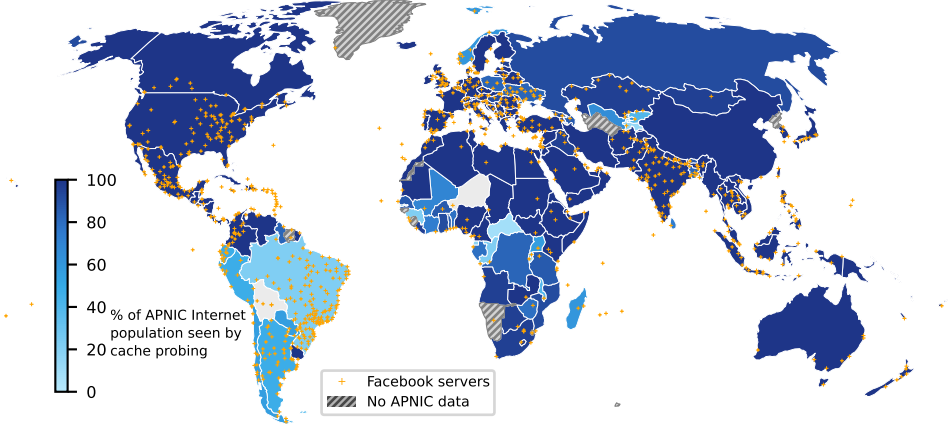 100
80
60
40
20
0
% of APNIC Internet
population seen by
cache probing
Facebook servers
No APNIC data